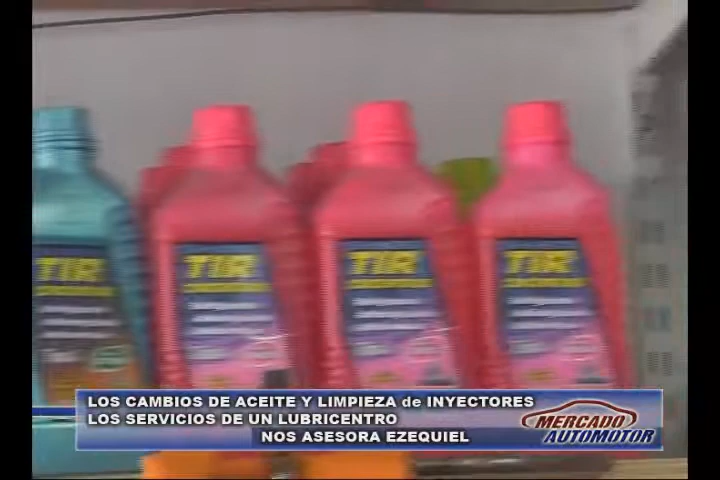 TIR
TIR
TIR
TIR
LOS CAMBIOS DE ACEITE Y LIMPIEZA de INYECTORES
LOS SERVICIOS DE UN LUBRICENTRO
NOS ASESORA EZEQUIEL
MERCADO
AUTOMOTOR